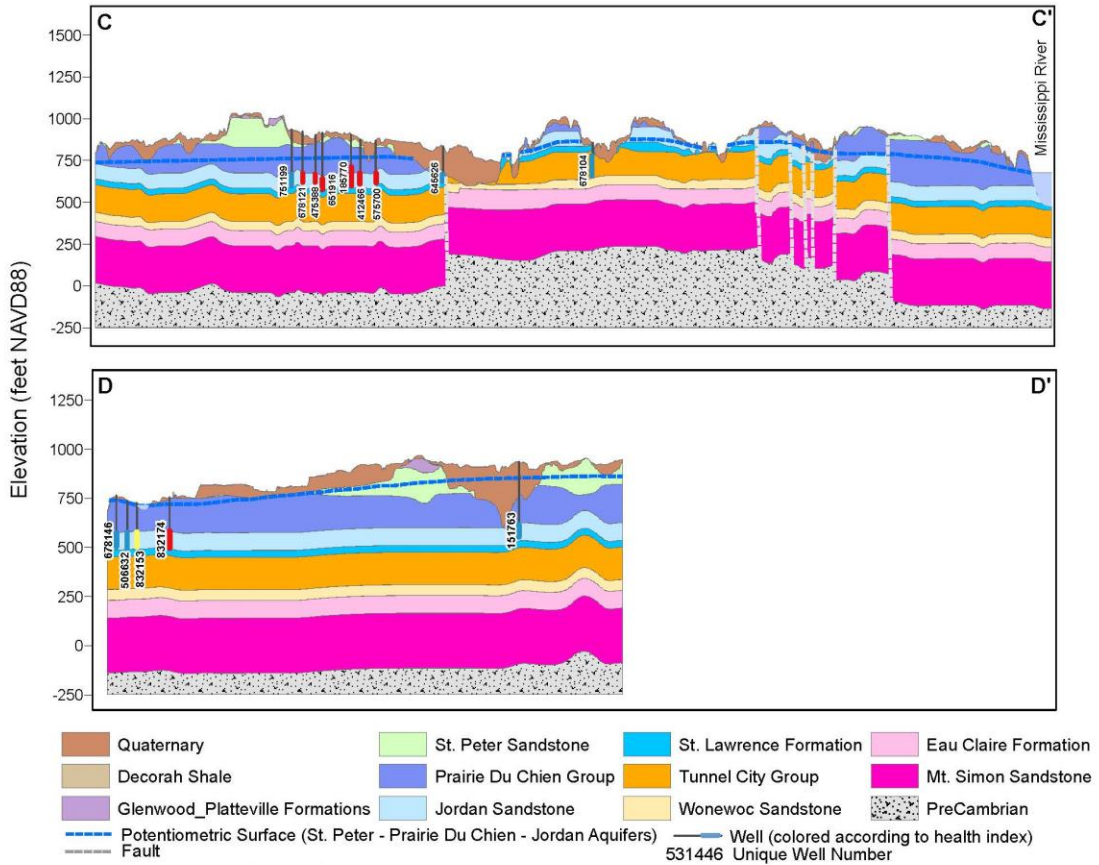 C
C'
1500
1250
1000
750
500
250
0
-250
Mississippi River
751199
678121
475388
651916
185770
412466
575700
645626
678104
Elevation (feet NAVD88)
D
D'
1250
1000
750
500
250
0
-250
678146
506632
832153
832174
151763
Quaternary
St. Peter Sandstone
St. Lawrence Formation
Eau Claire Formation
Decorah Shale
Prairie Du Chien Group
Tunnel City Group
Mt. Simon Sandstone
Glenwood_Platteville Formations
Jordan Sandstone
Wonewoc Sandstone
PreCambrian
Potentiometric Surface (St. Peter - Prairie Du Chien - Jordan Aquifers)
Well (colored according to health index)
Fault
531446 Unique Well Number